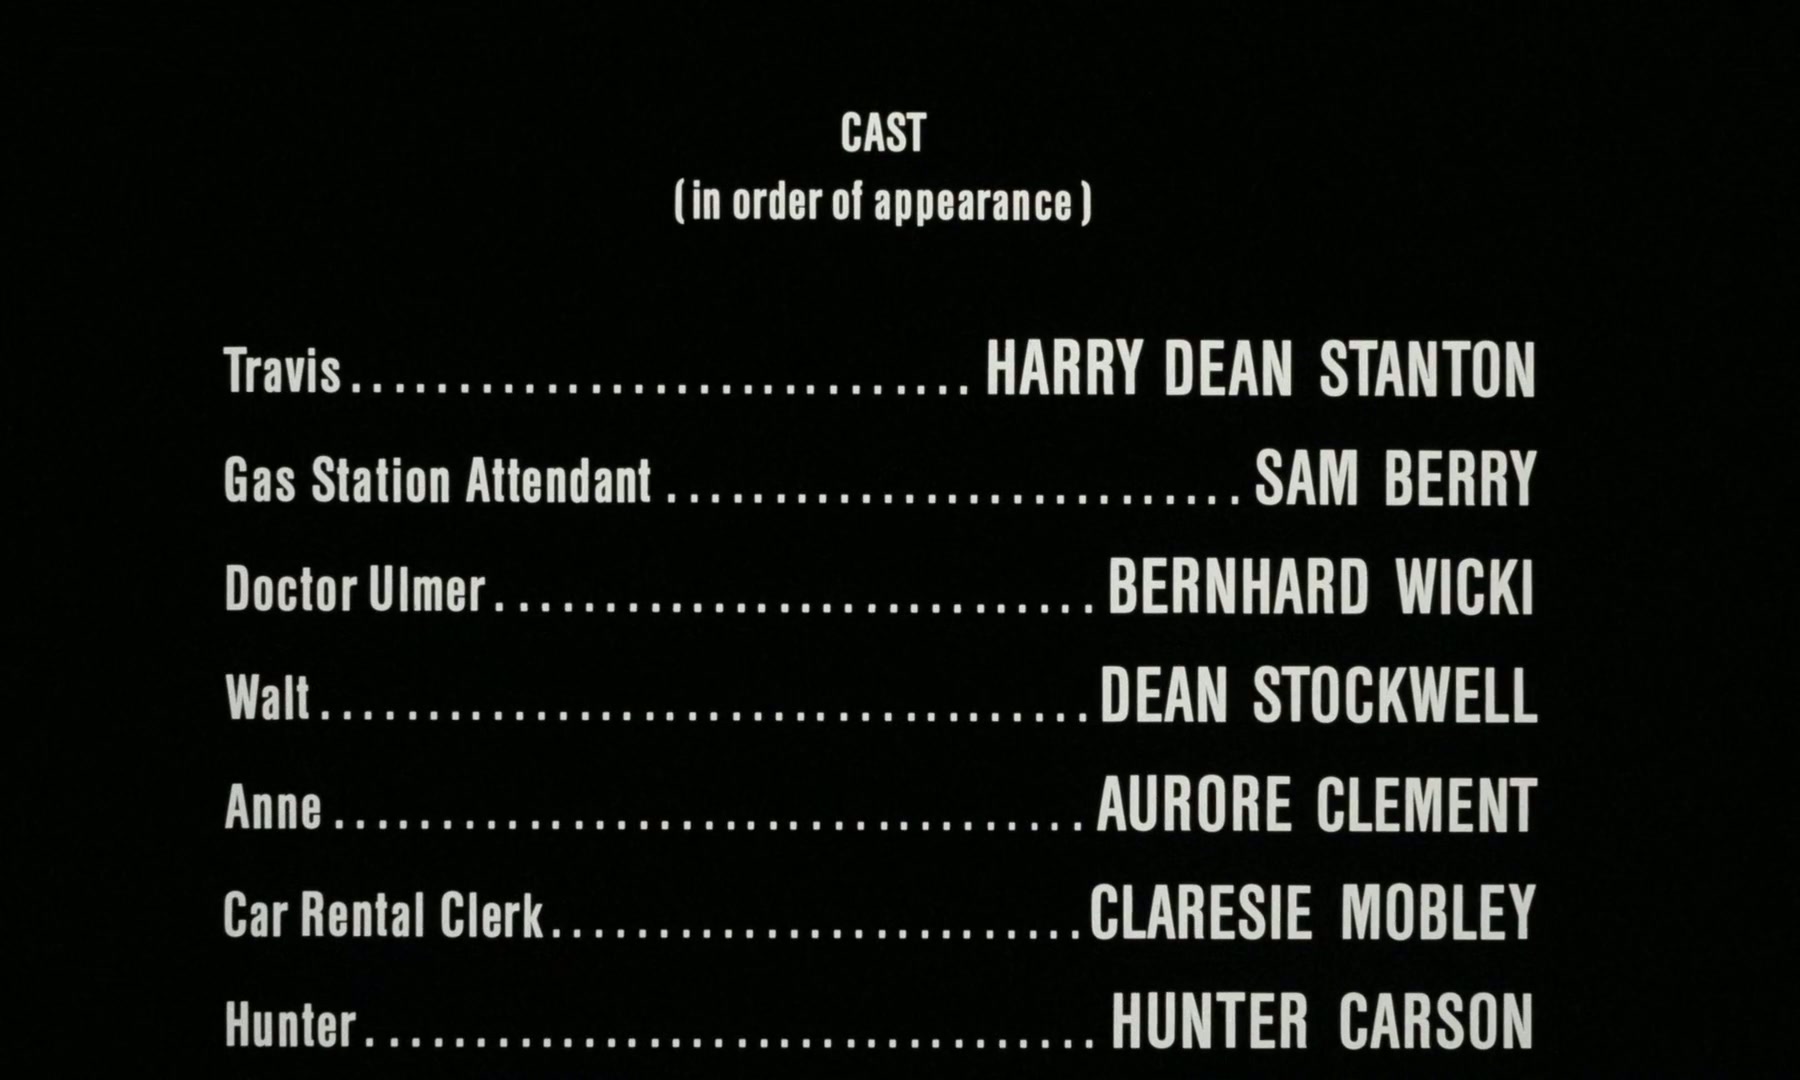 CAST
(in order of appearance)
Travis............................. HARRY DEAN STANTON
Gas Station Attendant ...........................SAM BERRY
Doctor Ulmer............................BERNHARD WICKI
Walt....................................DEAN STOCKWELL
Anne ...................................AURORE CLEMENT
Car Rental Clerk.........................CLARESIE MOBLEY
Hunter..................................HUNTER CARSON